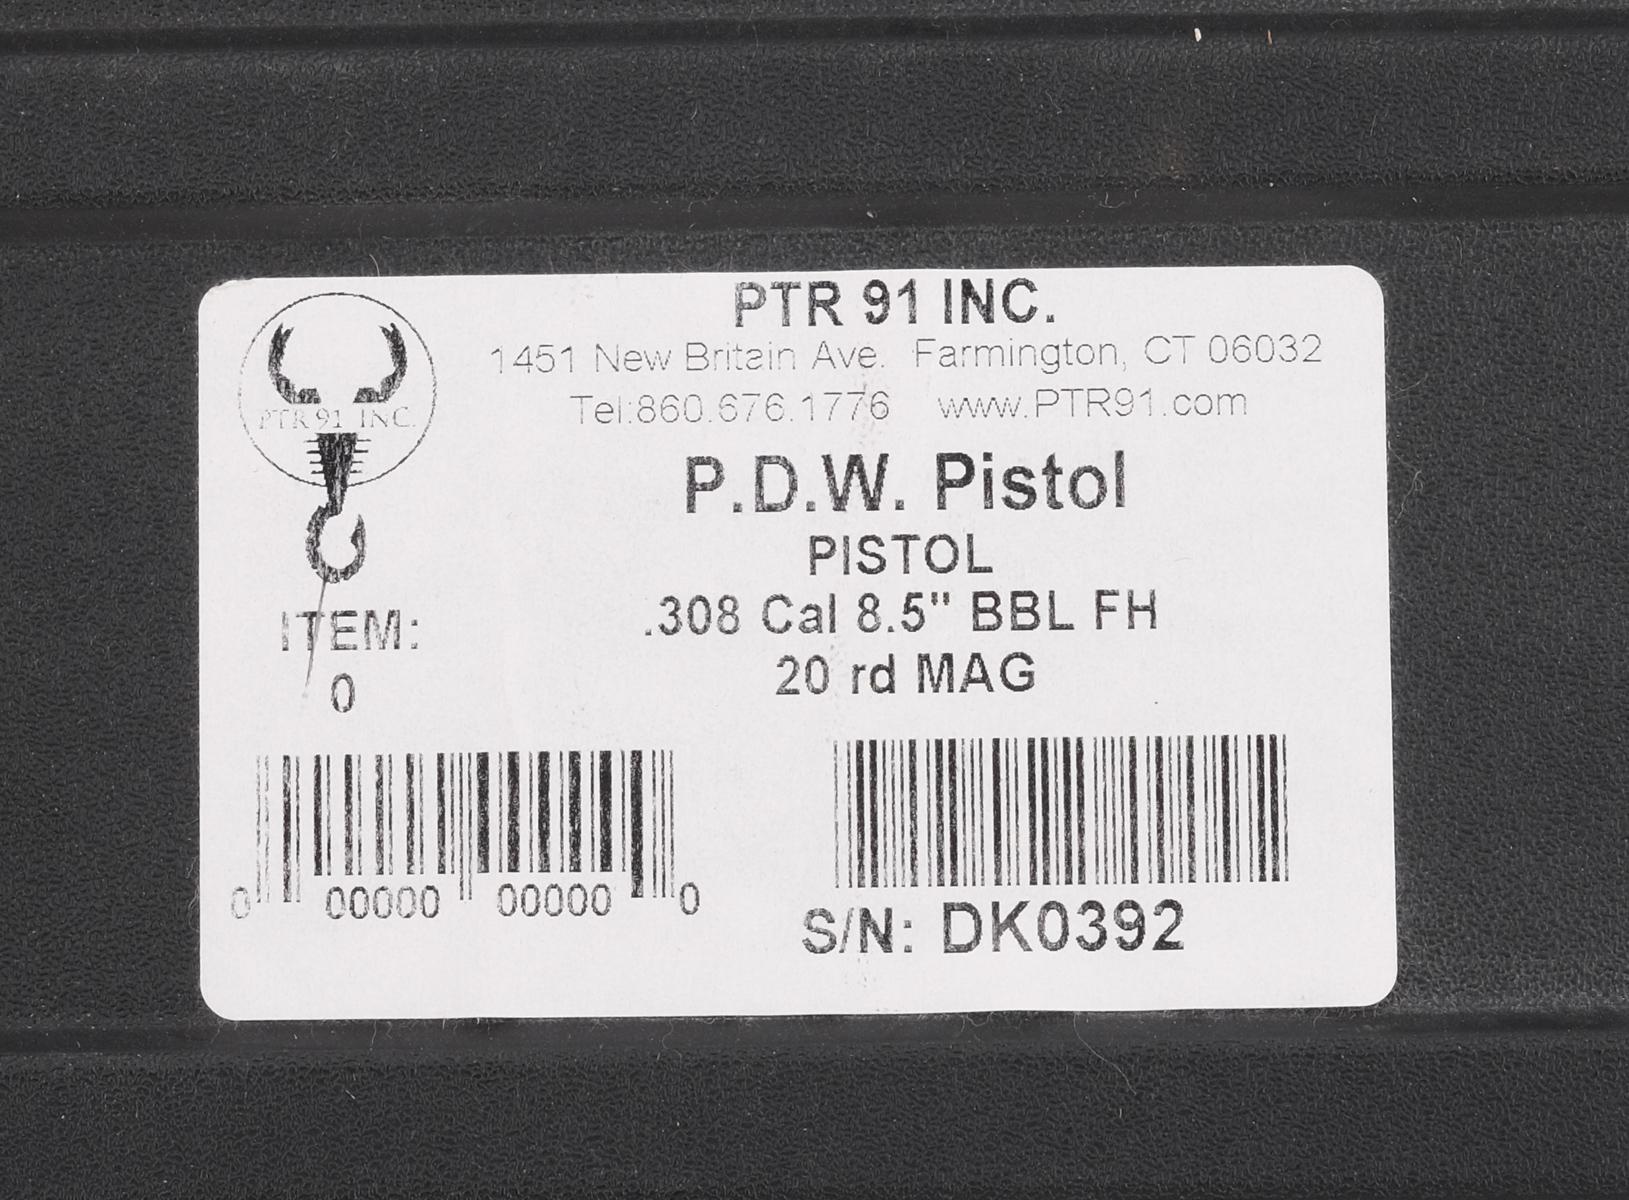 PTR 91 INC.
1451 New Britain Ave. Farmington, CT 06032
Tel:860.676.1776 www.PTR91.com
PTR 91 INC.
P.D.W. Pistol
PISTOL
.308 Cal 8.5" BBL FH
20 rd MAG
ITEM:
0
0 00000 00000 0
S/N: DK0392